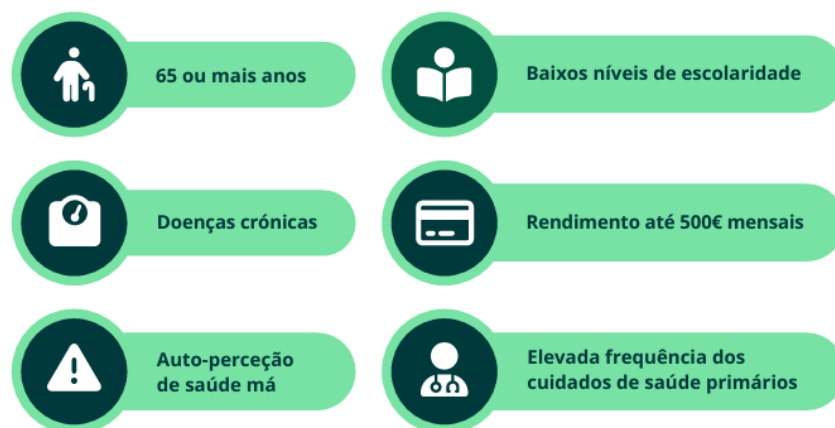 65 ou mais anos
Baixos níveis de escolaridade
Doenças crónicas
Rendimento até 500€ mensais
Auto-perceção
de saúde má
Elevada frequência dos
cuidados de saúde primários